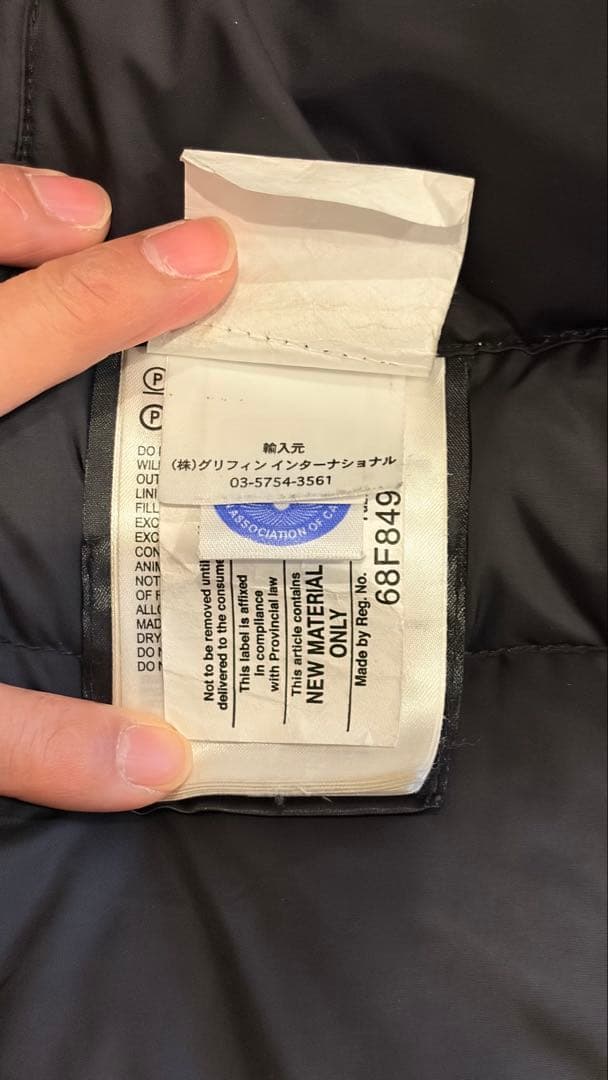 P
P
DO
WIL
OUT
LINI
FILL
EXC
EXC
CON
ANIM
NOT
OF F
ALLO
MAD
DRY
DO N
DO N
輸入元
(株)グリフィン インターナショナル
03-5754-3561
ASSOCIATION OF CA
Not to be removed until
delivered to the consume
This label is affixed
In compliance
with Provincial law
This article contains
NEW MATERIAL
ONLY
Made by Reg. No.
68F849